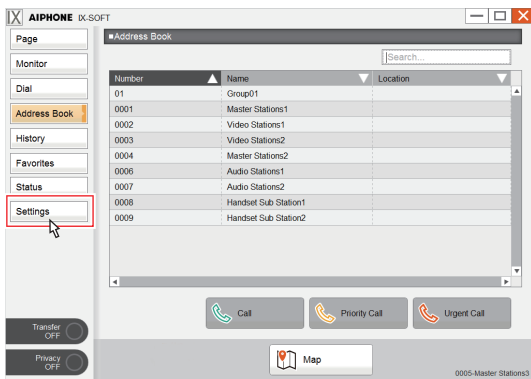 AIPHONE IX-SOFT
Page
Monitor
Dial
Address Book
History
Favorites
Status
Settings
Transfer
OFF
Privacy
OFF
■Address Book
Search...
Number Name Location
01 Group01
0001 Master Stations1
0002 Video Stations1
0003 Video Stations2
0004 Master Stations2
0006 Audio Stations1
0007 Audio Stations2
0008 Handset Sub Station1
0009 Handset Sub Station2
Call Priority Call Urgent Call
Map
0005-Master Stations3